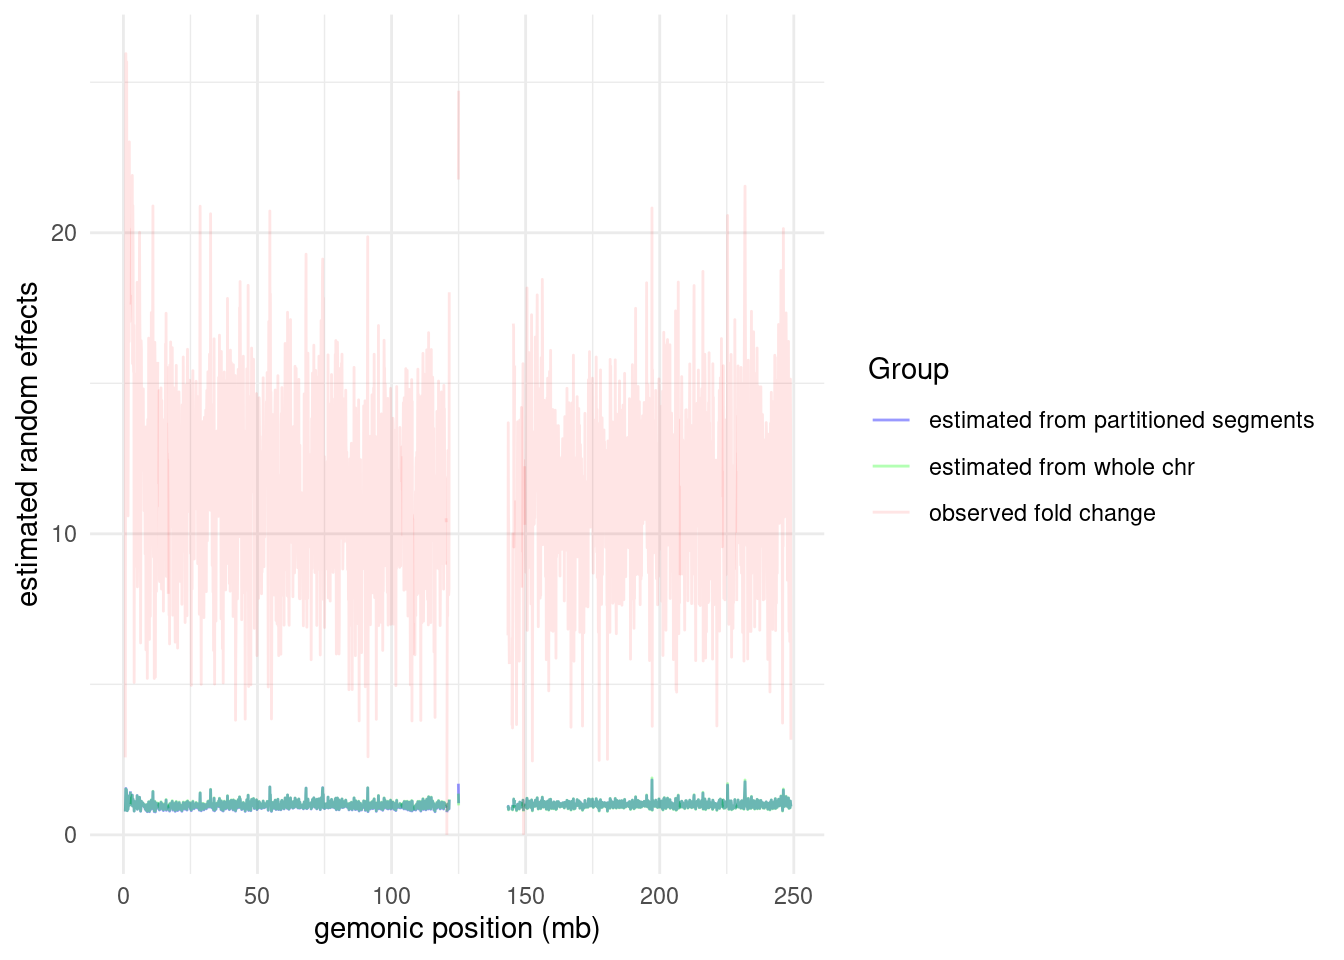 20
10
0
estimated random effects
0
50
100
150
200
250
gemonic position (mb)
Group
estimated from partitioned segments
estimated from whole chr
observed fold change